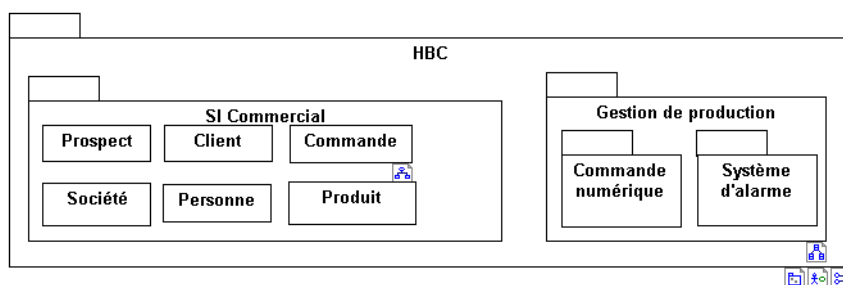 HBC
SI Commercial
Prospect
Client
Commande
Société
Personne
Produit
Gestion de production
Commande
numérique
Système
d'alarme